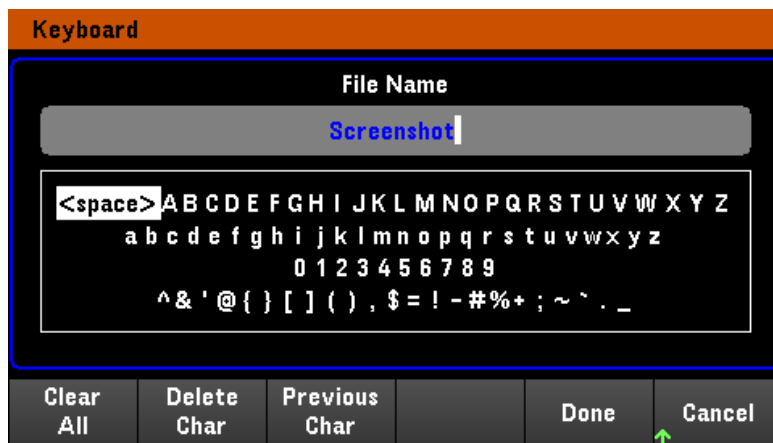 Keyboard
File Name
Screenshot
<space> A B C D E F G H I J K L M N O P Q R S T U V W X Y Z
a b c d e f g h i j k l m n o p q r s t u v w x y z
0 1 2 3 4 5 6 7 8 9
^ & ' @ { } [ ] ( ) , $ = ! - # % + ; ~ ` . _
Clear All
Delete Char
Previous Char
Done
Cancel